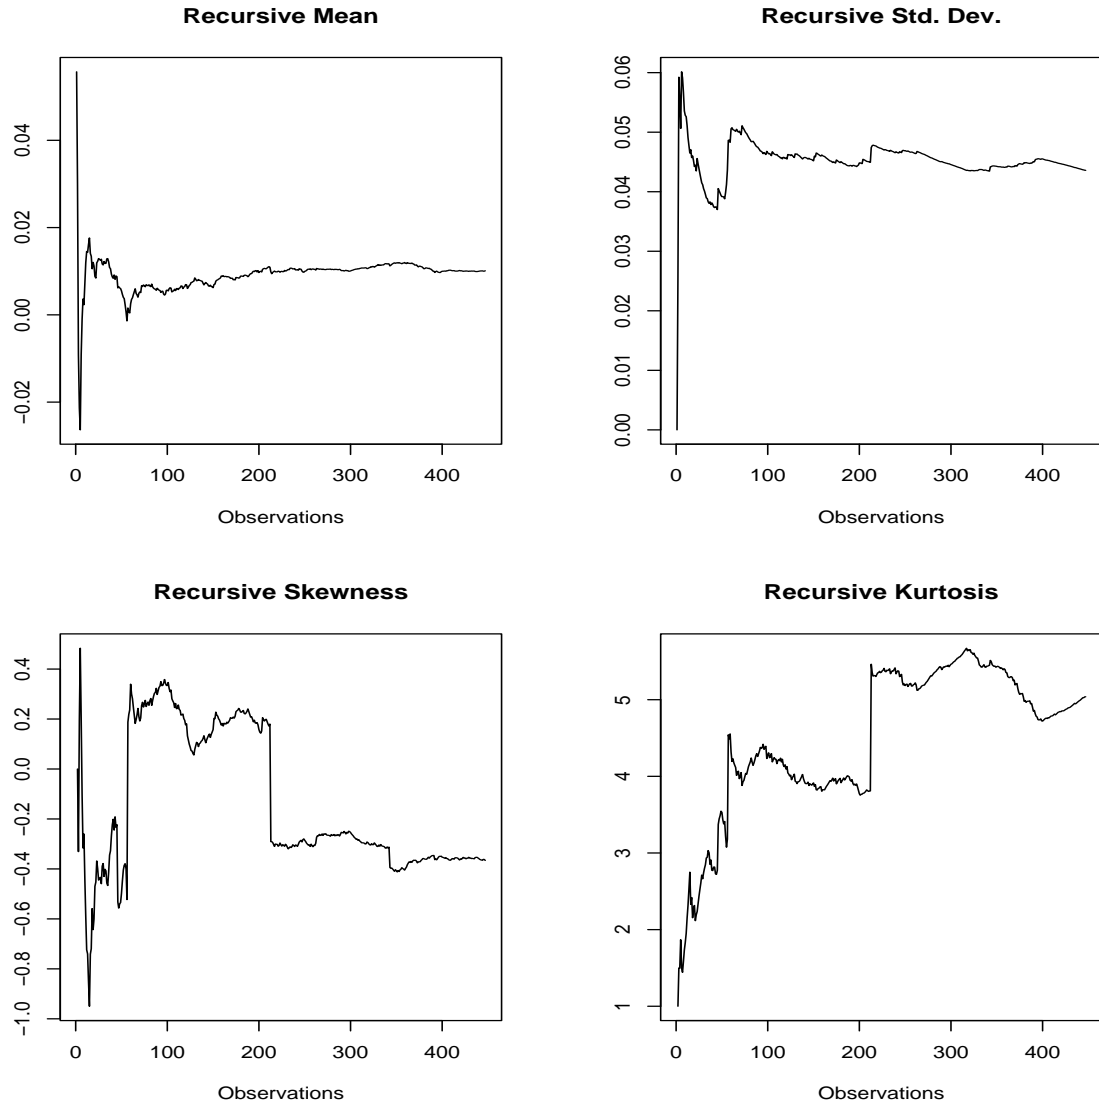 Recursive Mean
0.04
0.02
0.00
−0.02
0 100 200 300 400
Observations
Recursive Std. Dev.
0.06
0.05
0.04
0.03
0.02
0.01
0.00
0 100 200 300 400
Observations
Recursive Skewness
0.4
0.2
0.0
−0.2
−0.4
−0.6
−0.8
−1.0
0 100 200 300 400
Observations
Recursive Kurtosis
5
4
3
2
1
0 100 200 300 400
Observations